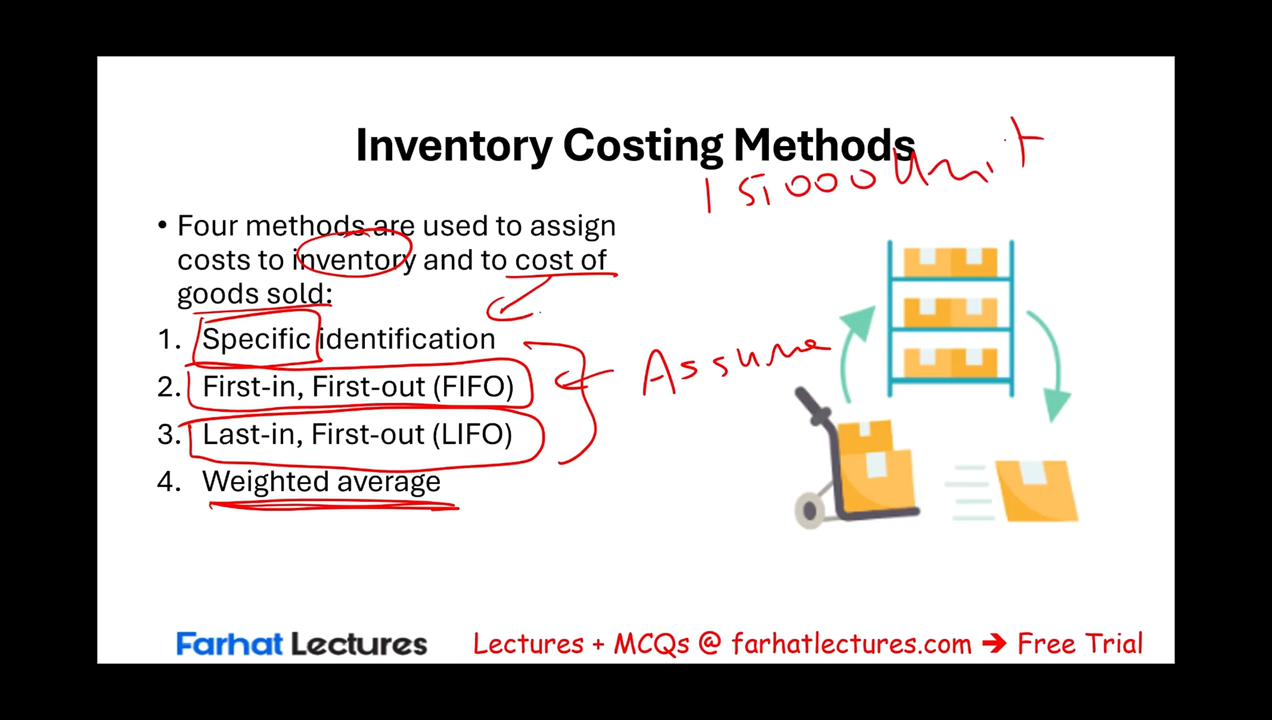 Inventory Costing Methods
15,000 Unit
• Four methods are used to assign
costs to inventory and to cost of
goods sold:
1. Specific identification
2. First-in, First-out (FIFO)
Assume
3. Last-in, First-out (LIFO)
4. Weighted average
Farhat Lectures
Lectures + MCQs @ farhatlectures.com ➔ Free Trial